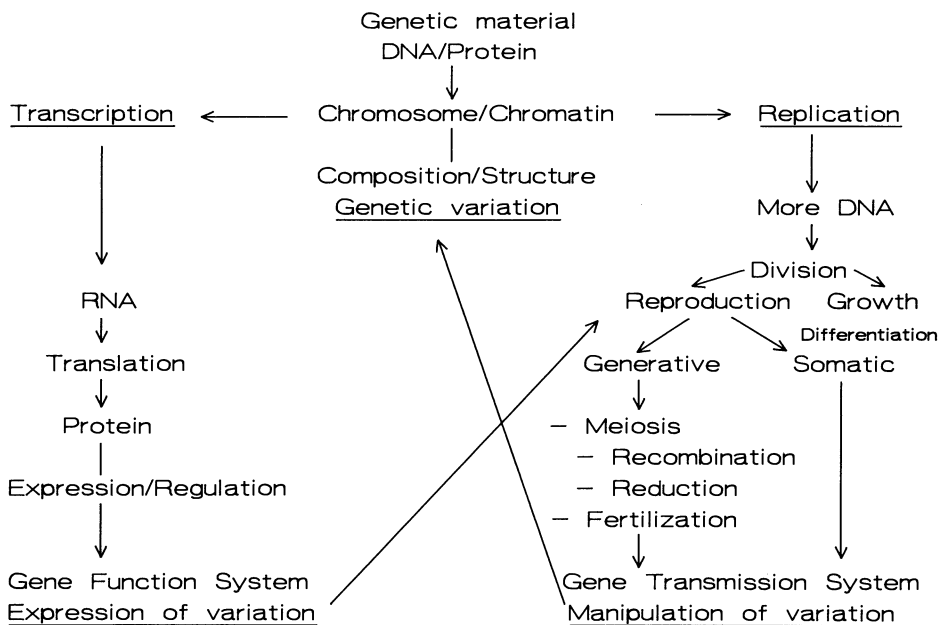 Genetic material
DNA/Protein
Transcription
Chromosome/Chromatin
Replication
Composition/Structure
Genetic variation
More DNA
Division
RNA
Reproduction
Growth
Differentiation
Translation
Generative
Somatic
Protein
– Meiosis
– Recombination
Expression/Regulation
– Reduction
– Fertilization
Gene Function System
Gene Transmission System
Expression of variation
Manipulation of variation